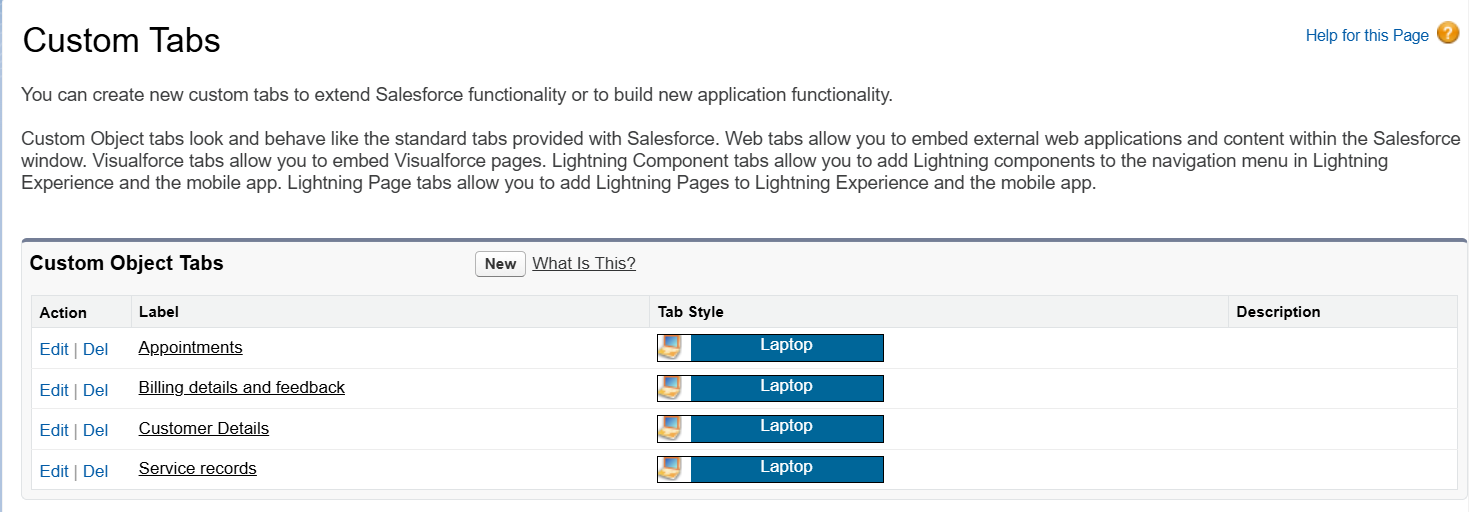 Custom Tabs
Help for this Page ?
You can create new custom tabs to extend Salesforce functionality or to build new application functionality.
Custom Object tabs look and behave like the standard tabs provided with Salesforce. Web tabs allow you to embed external web applications and content within the Salesforce
window. Visualforce tabs allow you to embed Visualforce pages. Lightning Component tabs allow you to add Lightning components to the navigation menu in Lightning
Experience and the mobile app. Lightning Page tabs allow you to add Lightning Pages to Lightning Experience and the mobile app.
Custom Object Tabs New What Is This?
Action Label Tab Style Description
Edit | Del Appointments Laptop
Edit | Del Billing details and feedback Laptop
Edit | Del Customer Details Laptop
Edit | Del Service records Laptop